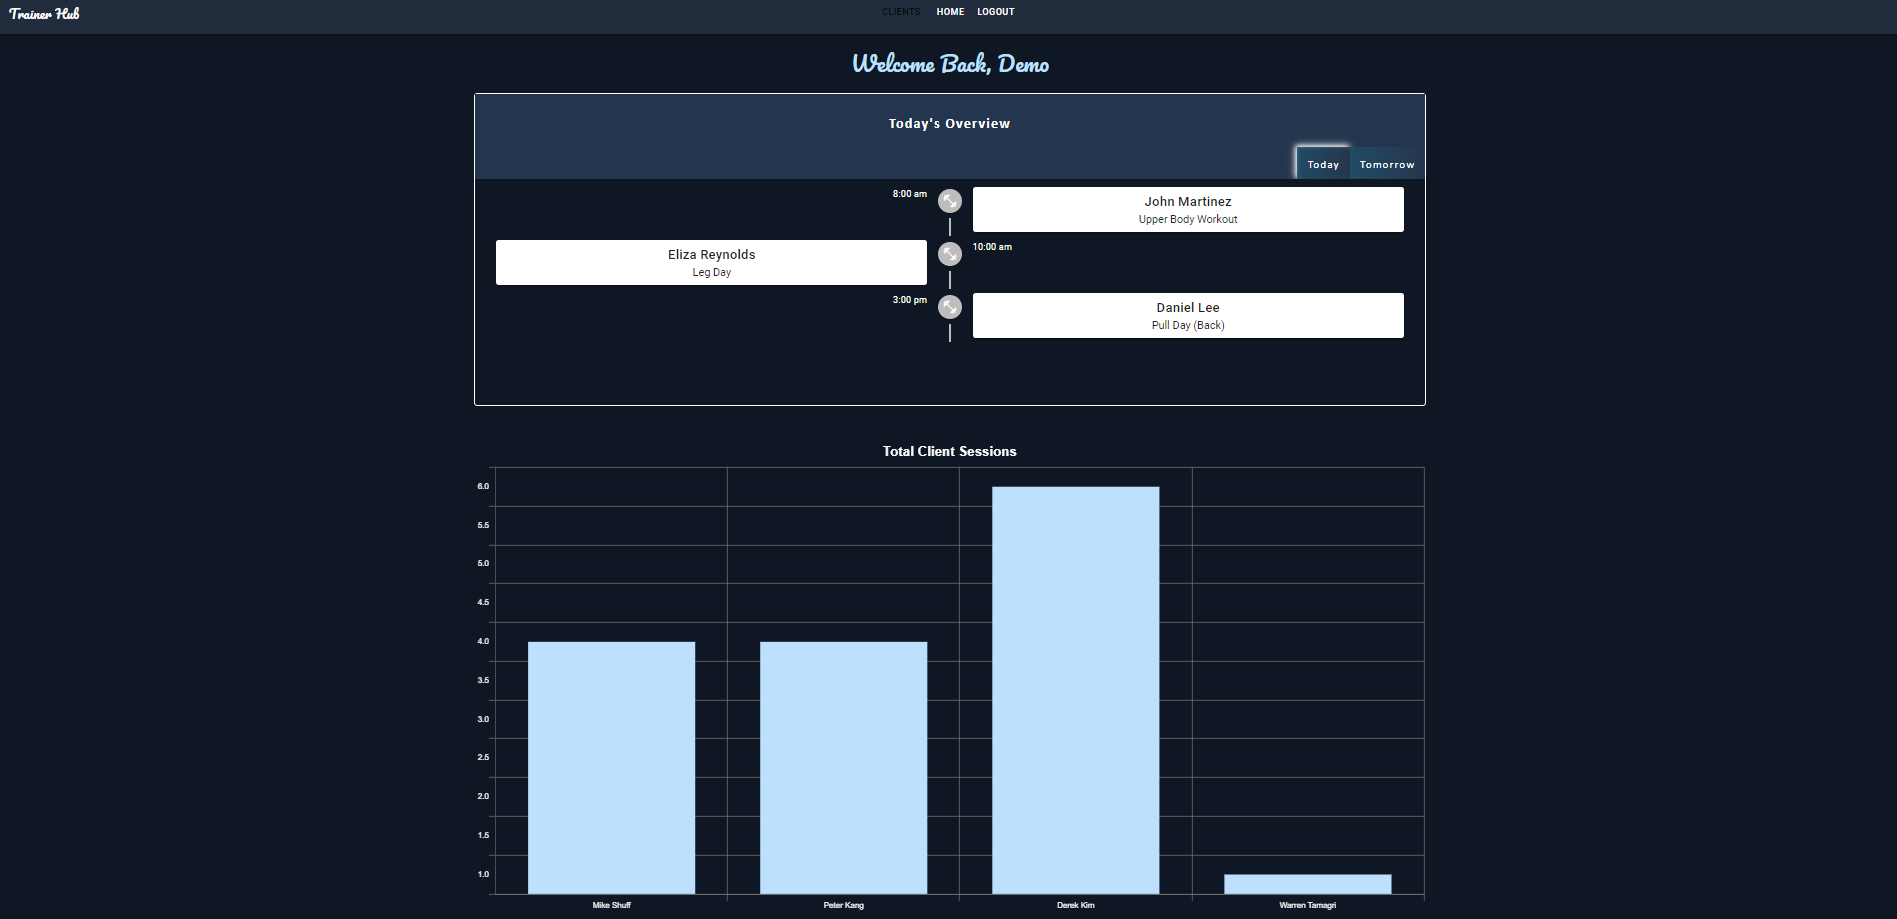 Trainer Hub
CLIENTS HOME LOGOUT
Welcome Back, Demo
Today's Overview
Today Tomorrow
8:00 am
John Martinez
Upper Body Workout
Eliza Reynolds
Leg Day
10:00 am
3:00 pm
Daniel Lee
Pull Day (Back)
Total Client Sessions
6.0
5.5
5.0
4.5
4.0
3.5
3.0
2.5
2.0
1.5
1.0
Mike Shuff Peter Kang Derek Kim Warren Tamagri